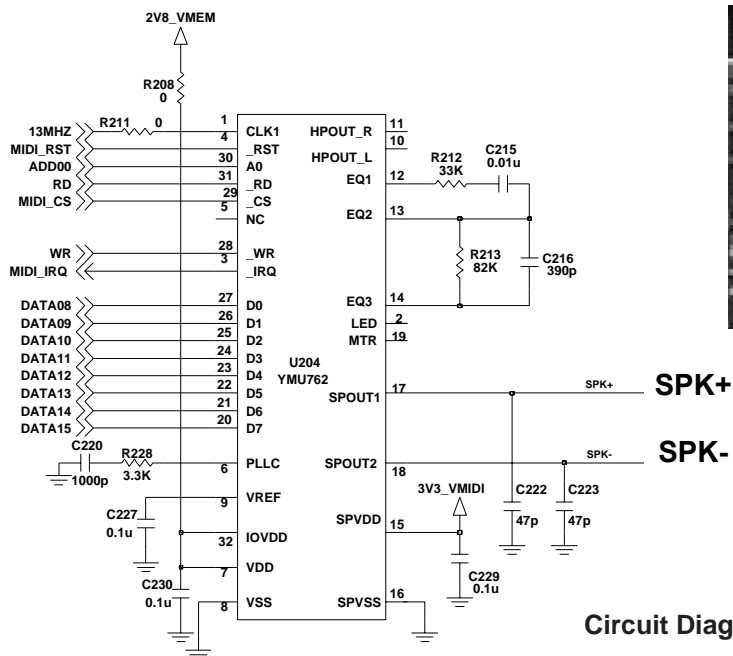 2V8_VMEM
R208
0
R211 0
13MHZ
1
CLK1
HPOUT_R
11
MIDI_RST
4
_RST
HPOUT_L
10
ADD00
30
A0
RD
31
_RD
EQ1
12
R212
33K
C215
0.01u
MIDI_CS
29
_CS
5
NC
EQ2
13
WR
28
_WR
MIDI_IRQ
3
_IRQ
R213
82K
C216
390p
DATA08
27
D0
EQ3
14
DATA09
26
D1
LED
2
DATA10
25
D2
MTR
19
DATA11
24
D3
DATA12
23
D4
U204
YMU762
DATA13
22
D5
SPOUT1
17
SPK+
SPK+
DATA14
21
D6
DATA15
20
D7
C220
1000p
R228
3.3K
6
PLLC
SPOUT2
18
SPK-
SPK-
9
VREF
3V3_VMIDI
C222
47p
C223
47p
C227
0.1u
32
IOVDD
SPVDD
15
7
VDD
C229
0.1u
C230
0.1u
8
VSS
SPVSS
16
Circuit Diag